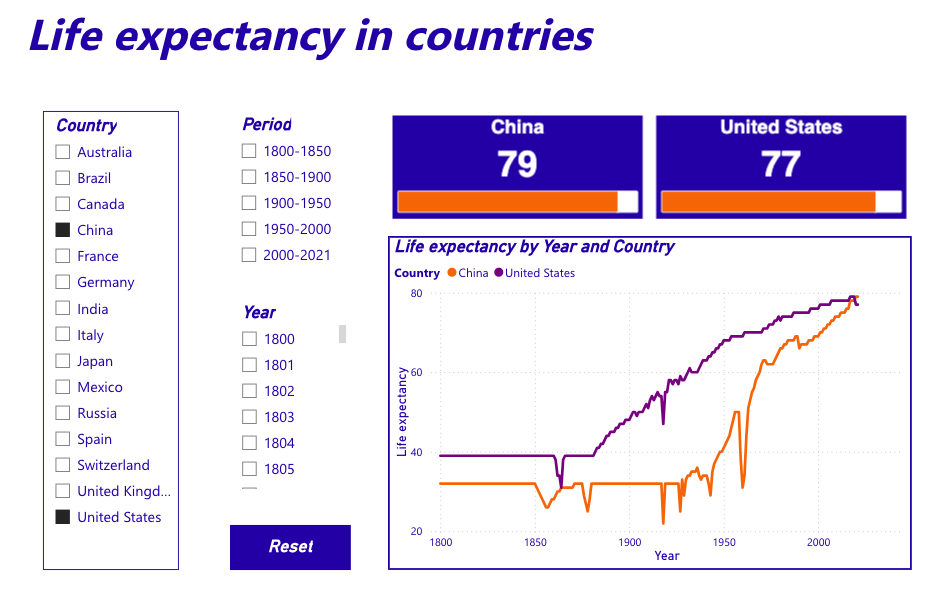 Life expectancy in countries
Country
Australia
Brazil
Canada
China
France
Germany
India
Italy
Japan
Mexico
Russia
Spain
Switzerland
United Kingd...
United States
Period
1800-1850
1850-1900
1900-1950
1950-2000
2000-2021
Year
1800
1801
1802
1803
1804
1805
Reset
China
79
United States
77
Life expectancy by Year and Country
Country China United States
Life expectancy
80
60
40
20
1800 1850 1900 1950 2000
Year